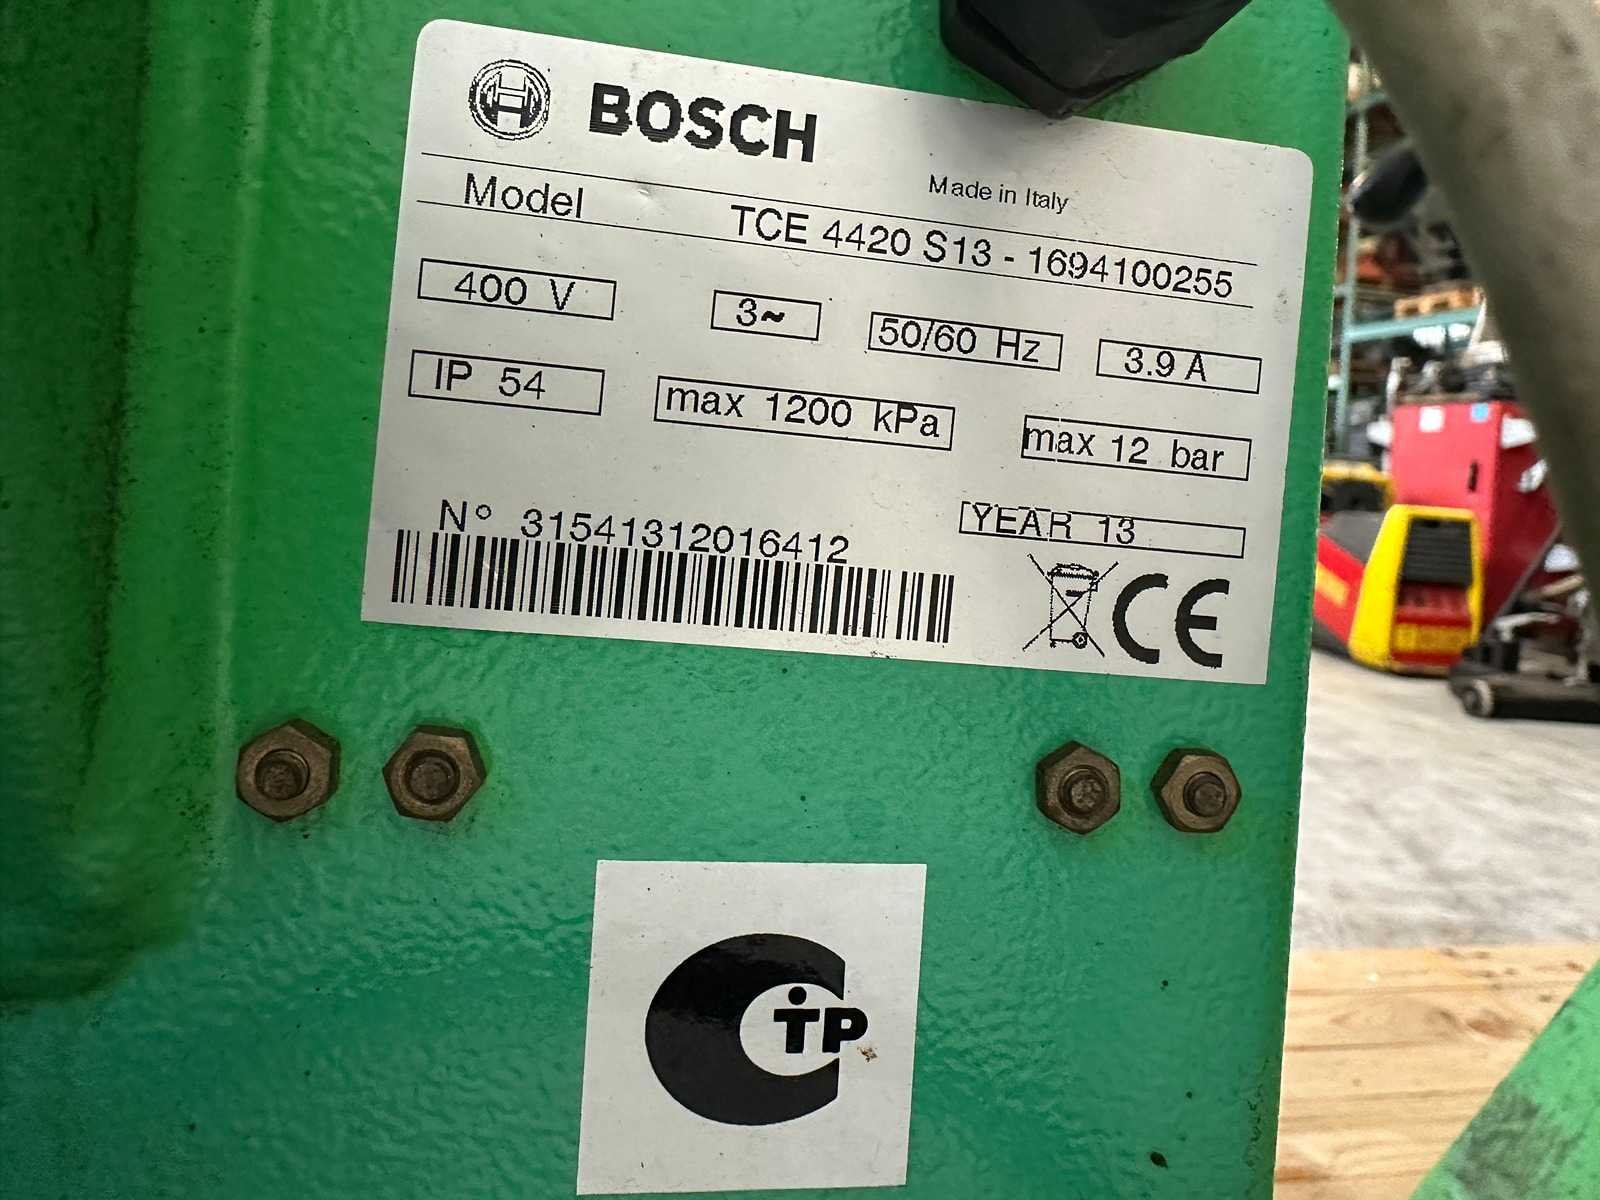 BOSCH
Made in Italy
Model TCE 4420 S13 - 1694100255
400 V 3~ 50/60 Hz 3.9 A
IP 54 max 1200 kPa max 12 bar
N° 31541312016412 YEAR 13
CE
CTP